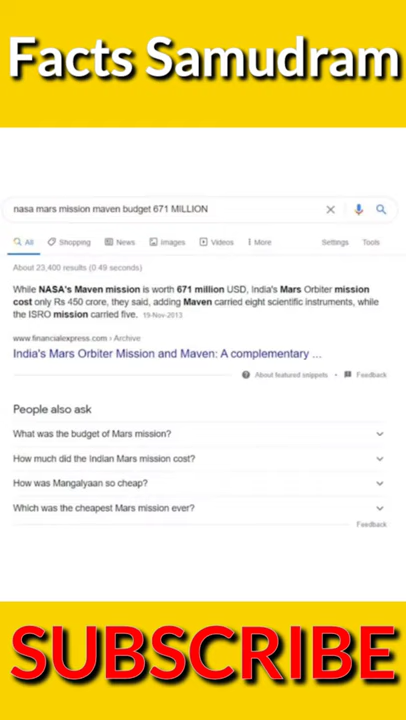 Facts Samudram
nasa mars mission maven budget 671 MILLION
All
Shopping
News
Images
Videos
More
Settings
Tools
About 23,400 results (0.49 seconds)
While NASA's Maven mission is worth 671 million USD, India's Mars Orbiter mission
cost only Rs 450 crore, they said, adding Maven carried eight scientific instruments, while
the ISRO mission carried five. 19-Nov-2013
www.financialexpress.com › Archive
India's Mars Orbiter Mission and Maven: A complementary ...
About featured snippets • Feedback
People also ask
What was the budget of Mars mission?
How much did the Indian Mars mission cost?
How was Mangalyaan so cheap?
Which was the cheapest Mars mission ever?
Feedback
SUBSCRIBE